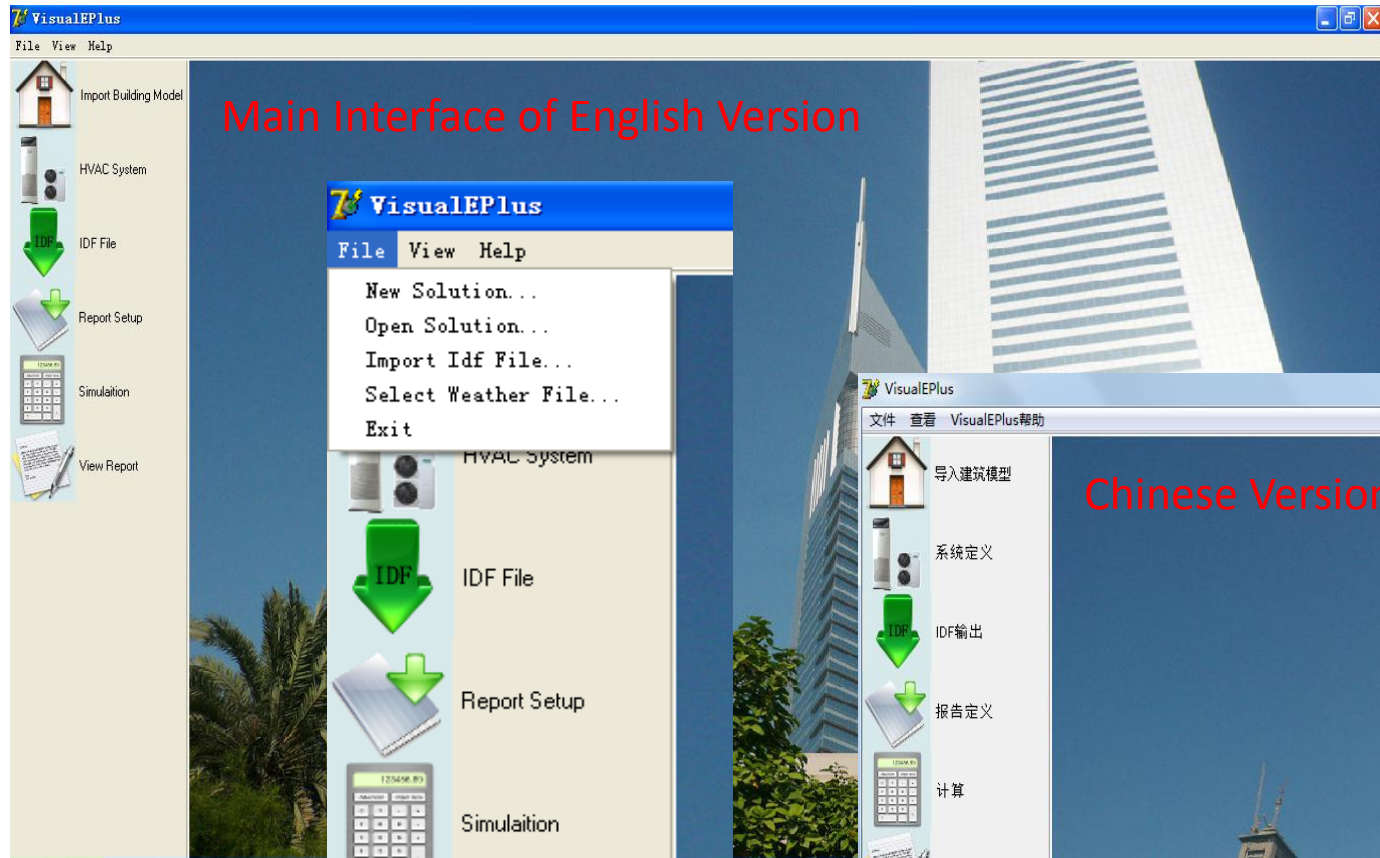 VisualEPlus
File View Help
Import Building Model
HVAC System
IDF
IDF File
Report Setup
Simulaition
View Report
Main Interface of English Version
VisualEPlus
File View Help
New Solution...
Open Solution...
Import Idf File...
Select Weather File...
Exit
HVAC System
IDF
IDF File
Report Setup
123456.89
Simulaition
VisualEPlus
文件 查看 VisualEPlus帮助
导入建筑模型
系统定义
IDF
IDF输出
报告定义
计算
Chinese Version